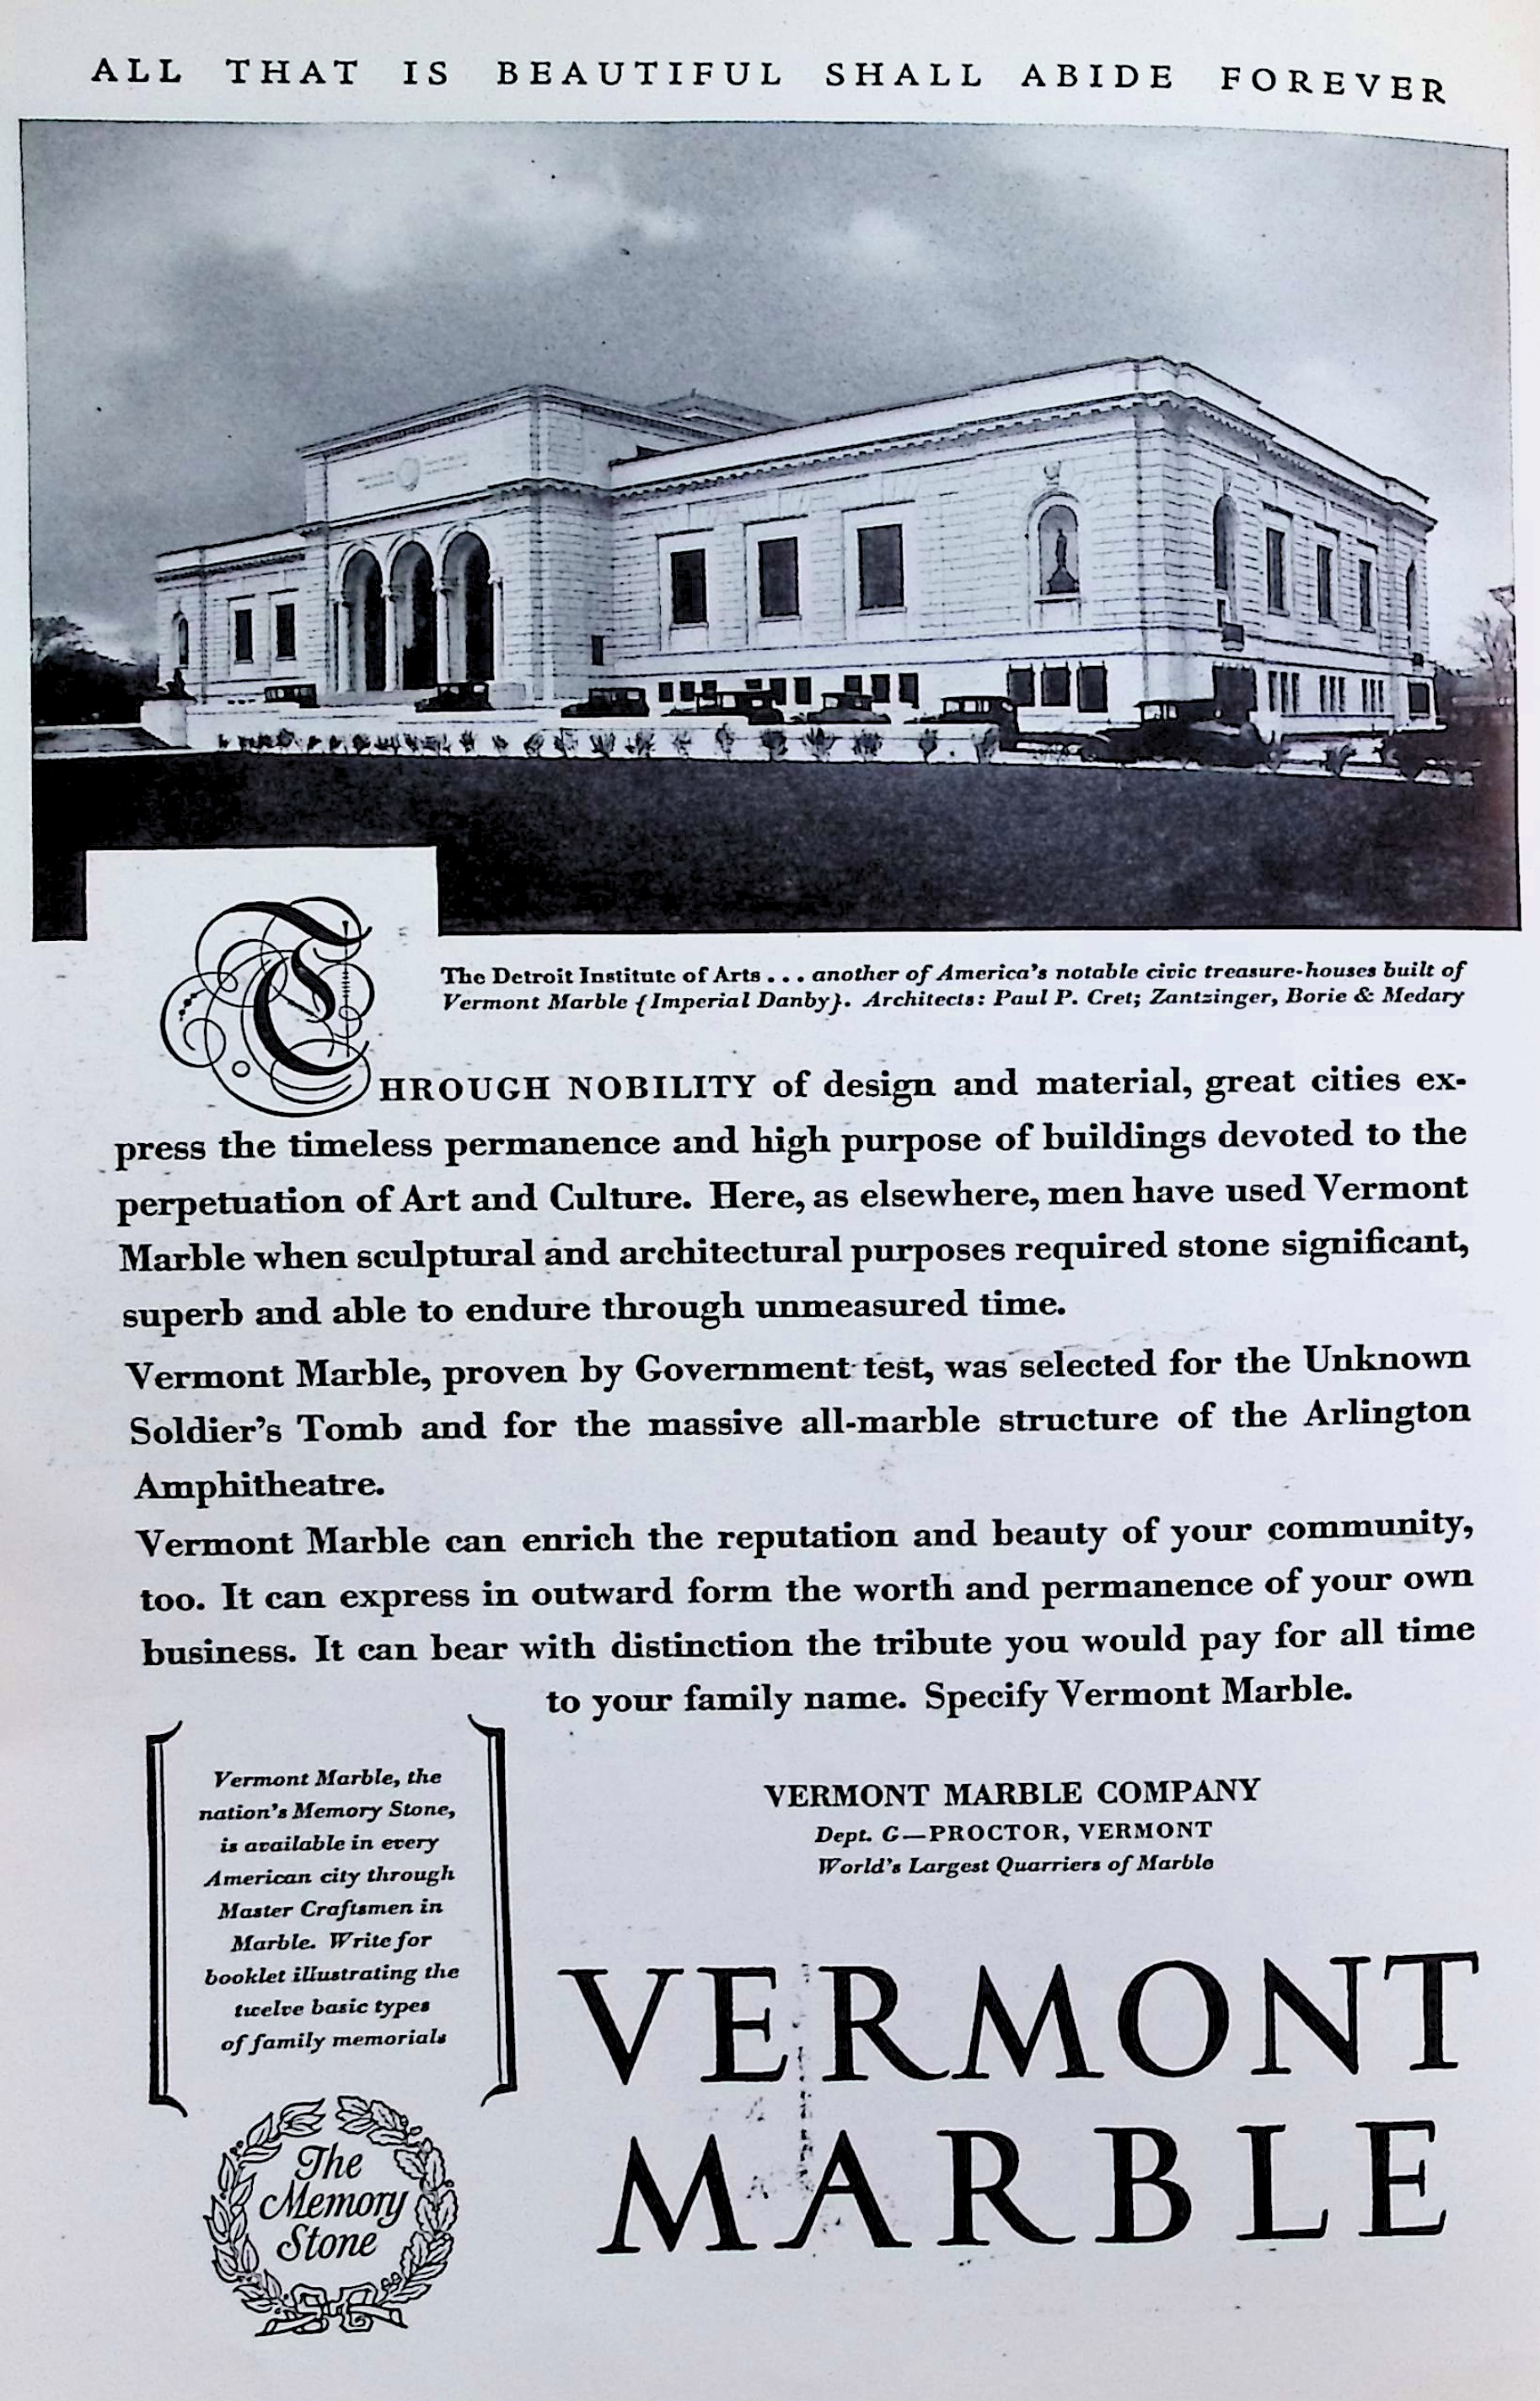 ALL THAT IS BEAUTIFUL SHALL ABIDE FOREVER
The Detroit Institute of Arts . . . another of America's notable civic treasure-houses built of
Vermont Marble {Imperial Danby}. Architects: Paul P. Cret; Zantzinger, Borie & Medary
THROUGH NOBILITY of design and material, great cities ex-
press the timeless permanence and high purpose of buildings devoted to the
perpetuation of Art and Culture. Here, as elsewhere, men have used Vermont
Marble when sculptural and architectural purposes required stone significant,
superb and able to endure through unmeasured time.
Vermont Marble, proven by Government test, was selected for the Unknown
Soldier's Tomb and for the massive all-marble structure of the Arlington
Amphitheatre.
Vermont Marble can enrich the reputation and beauty of your community,
too. It can express in outward form the worth and permanence of your own
business. It can bear with distinction the tribute you would pay for all time
to your family name. Specify Vermont Marble.
Vermont Marble, the
nation's Memory Stone,
is available in every
American city through
Master Craftsmen in
Marble. Write for
booklet illustrating the
twelve basic types
of family memorials
The
Memory
Stone
VERMONT MARBLE COMPANY
Dept. G—PROCTOR, VERMONT
World's Largest Quarriers of Marble
VERMONT
MARBLE